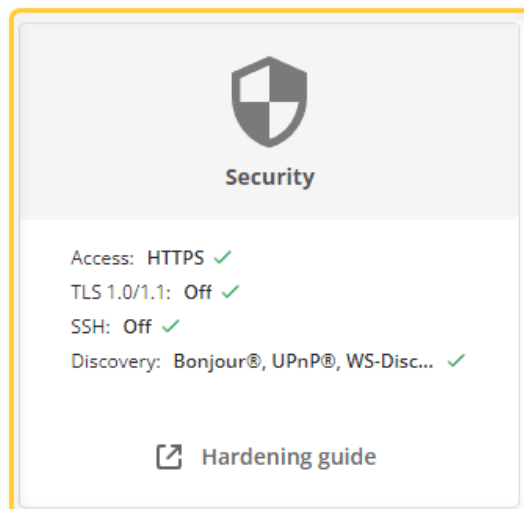 Security
Access: HTTPS
TLS 1.0/1.1: Off
SSH: Off
Discovery: Bonjour®, UPnP®, WS-Disc...
Hardening guide